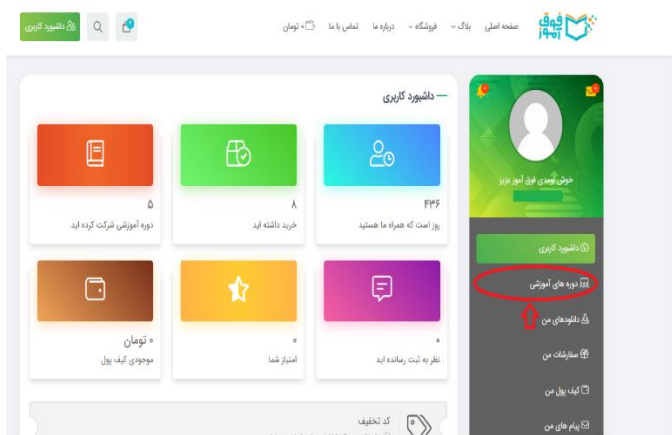 فوق آموز
صفحه اصلی
بلاگ
فروشگاه
درباره ما
تماس با ما
۰ تومان
داشبورد کاربری
خوش آومدی فوق آموز عزیز
داشبورد کاربری
دوره های آموزشی
دانلودهای من
سفارشات من
کیف پول من
پیام های من
داشبورد کاربری
۴۳۶
روز است که همراه ما هستید
۸
خرید داشته اید
۵
دوره آموزشی شرکت کرده اید
۰
نظر به ثبت رسانده اید
۰
امتیاز شما
۰ تومان
موجودی کیف پول
کد تخفیف